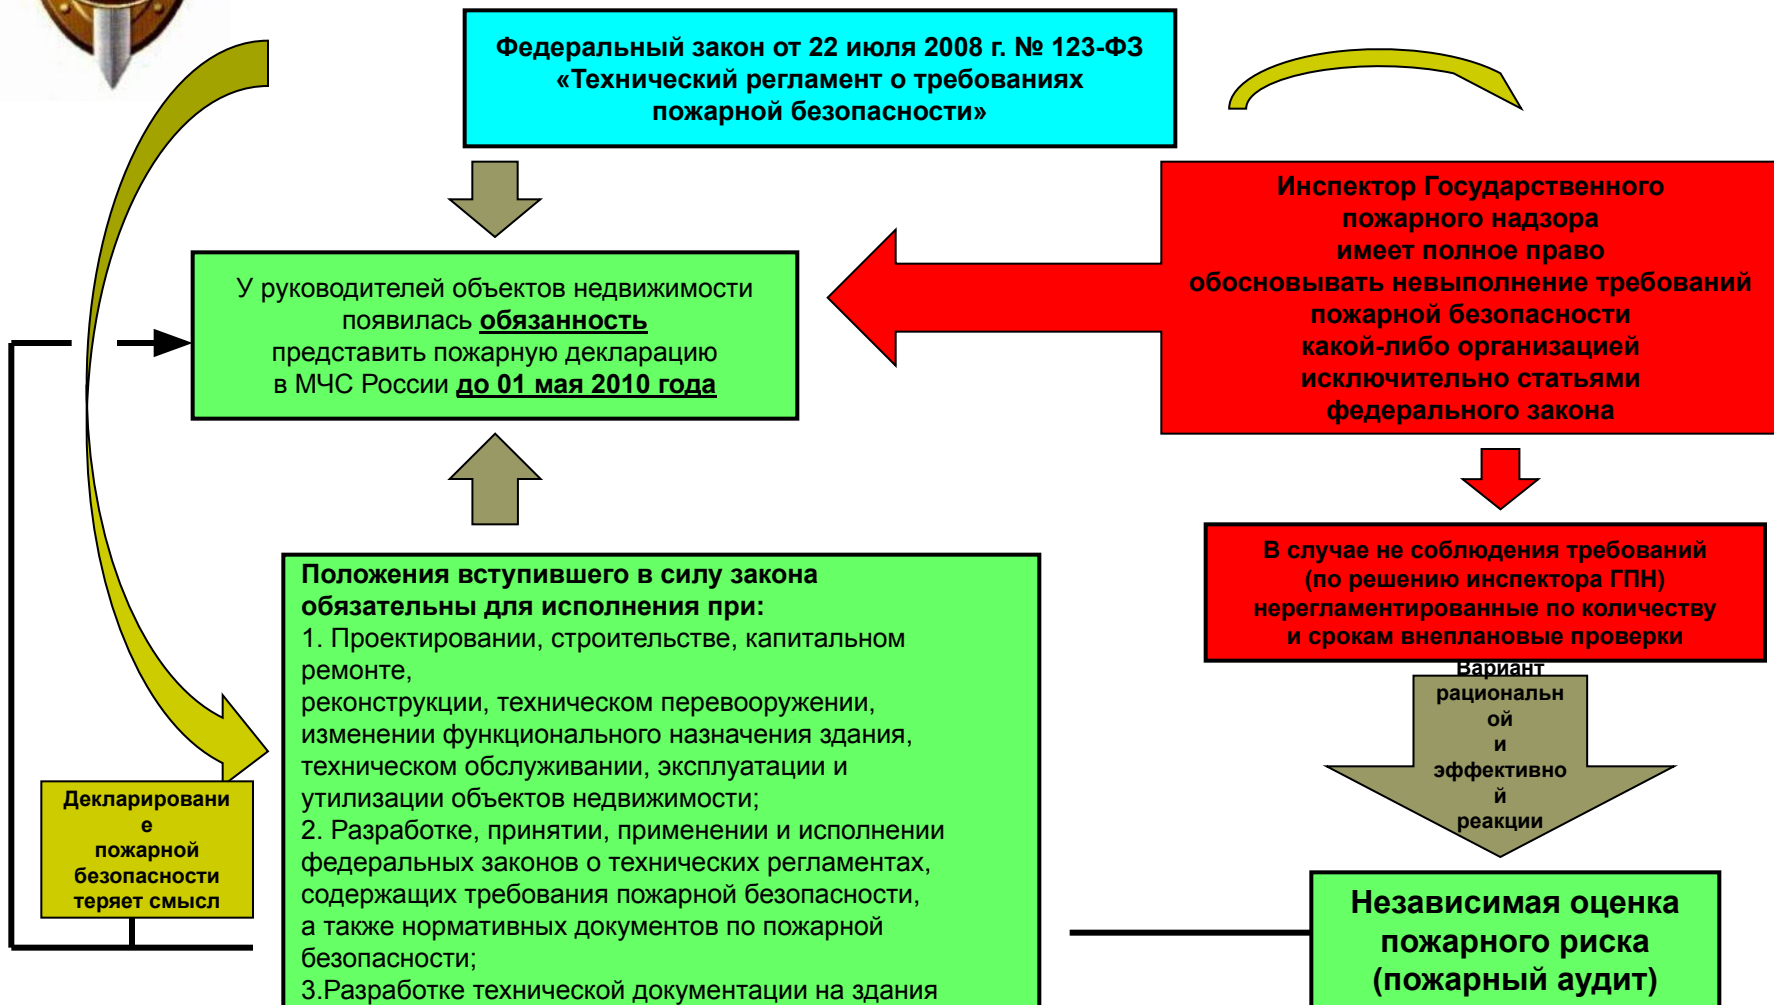 Федеральный закон от 22 июля 2008 г. № 123-ФЗ
«Технический регламент о требованиях
пожарной безопасности»
Инспектор Государственного
пожарного надзора
имеет полное право
обосновывать невыполнение требований
пожарной безопасности
какой-либо организацией
исключительно статьями
федерального закона
У руководителей объектов недвижимости
появилась обязанность
представить пожарную декларацию
в МЧС России до 01 мая 2010 года
В случае не соблюдения требований
(по решению инспектора ГПН)
нерегламентированные по количеству
и срокам внеплановые проверки
Положения вступившего в силу закона
обязательны для исполнения при:
1. Проектировании, строительстве, капитальном
ремонте,
реконструкции, техническом перевооружении,
изменении функционального назначения здания,
техническом обслуживании, эксплуатации и
утилизации объектов недвижимости;
2. Разработке, принятии, применении и исполнении
федеральных законов о технических регламентах,
содержащих требования пожарной безопасности,
а также нормативных документов по пожарной
безопасности;
3.Разработке технической документации на здания
Вариант
рациональн
ой
и
эффективно
й
реакции
Декларировани
е
пожарной
безопасности
теряет смысл
Независимая оценка
пожарного риска
(пожарный аудит)